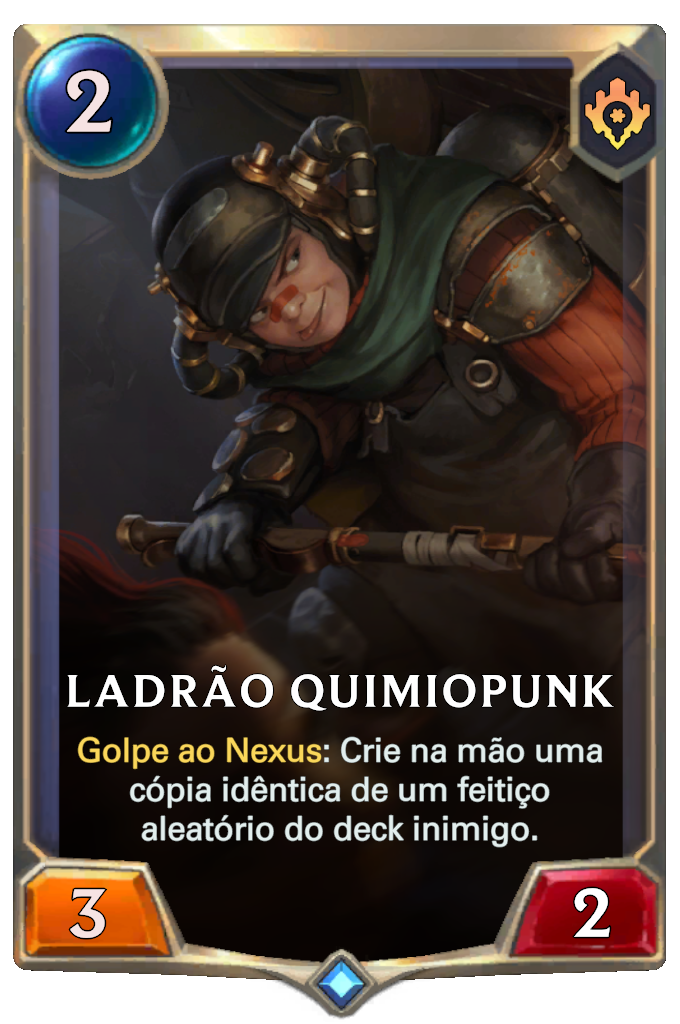 2
LADRÃO QUIMIOPUNK
Golpe ao Nexus: Crie na mão uma
cópia idêntica de um feitiço
aleatório do deck inimigo.
3
2